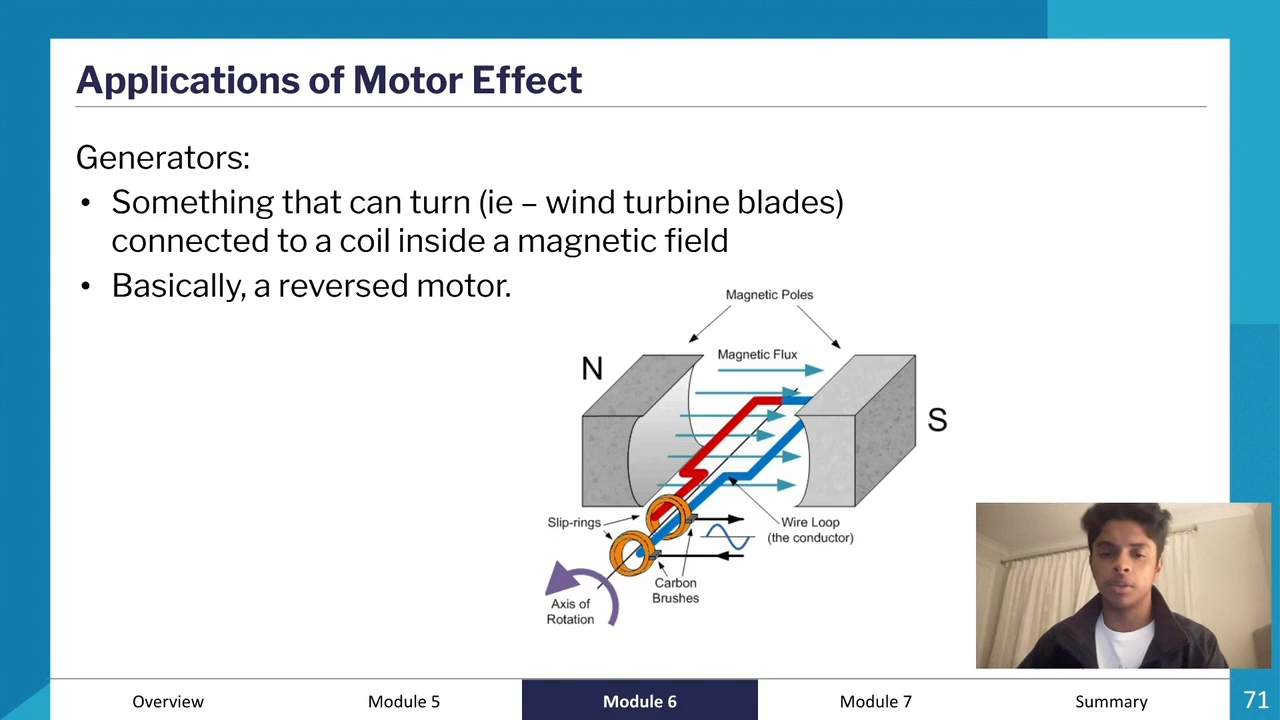 Applications of Motor Effect
Generators:
• Something that can turn (ie – wind turbine blades)
connected to a coil inside a magnetic field
• Basically, a reversed motor.
Magnetic Poles
Magnetic Flux
N
S
Slip-rings
Wire Loop
(the conductor)
Carbon
Brushes
Axis of
Rotation
Overview
Module 5
Module 6
Module 7
Summary
71